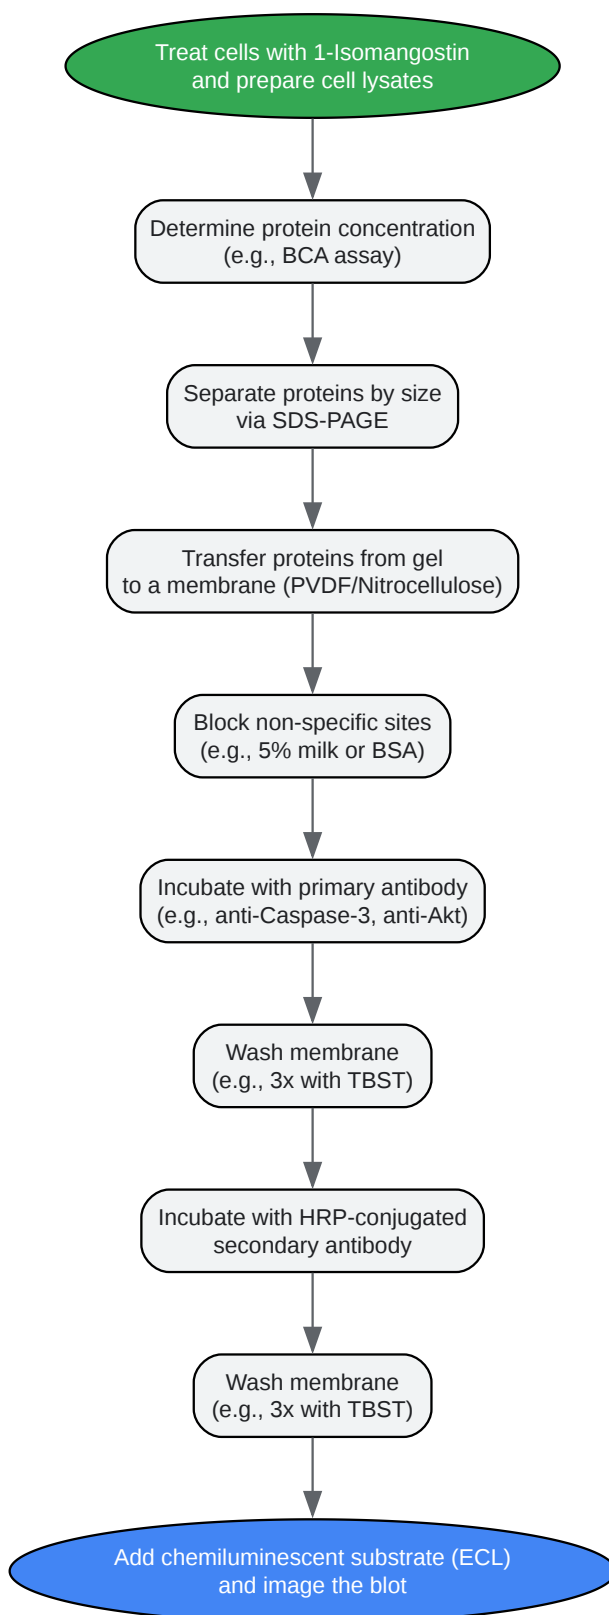 Treat cells with 1-Isomangostin
and prepare cell lysates
Determine protein concentration
(e.g., BCA assay)
Separate proteins by size
via SDS-PAGE
Transfer proteins from gel
to a membrane (PVDF/Nitrocellulose)
Block non-specific sites
(e.g., 5% milk or BSA)
Incubate with primary antibody
(e.g., anti-Caspase-3, anti-Akt)
Wash membrane
(e.g., 3x with TBST)
Incubate with HRP-conjugated
secondary antibody
Wash membrane
(e.g., 3x with TBST)
Add chemiluminescent substrate (ECL)
and image the blot